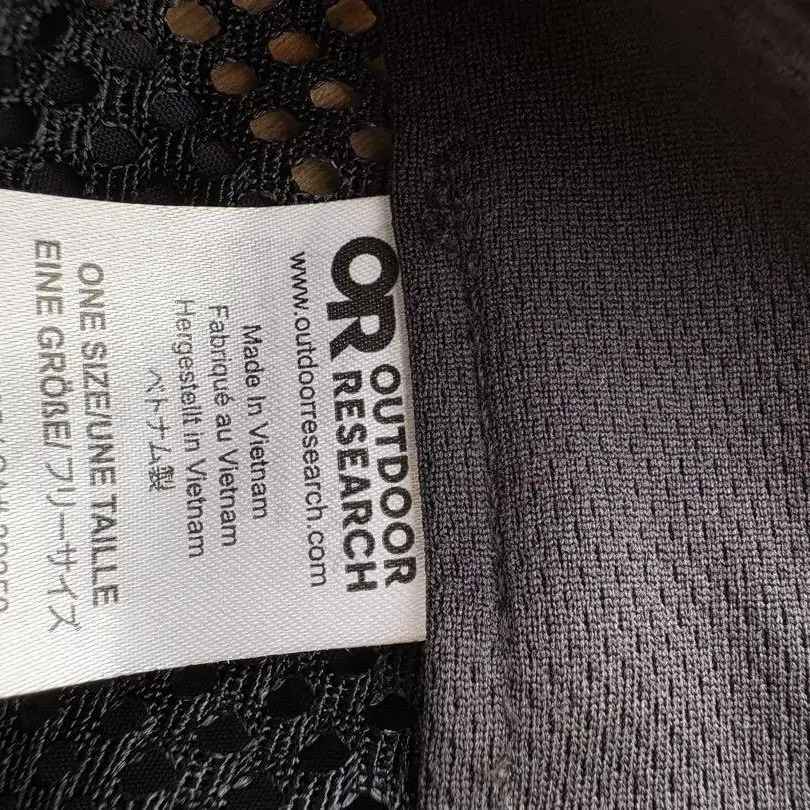 OR OUTDOOR
RESEARCH
www.outdoorresearch.com
Made In Vietnam
Fabriqué au Vietnam
Hergestellt in Vietnam
ベトナム製
ONE SIZE/UNE TAILLE
EINE GRÖßE/フリーサイズ